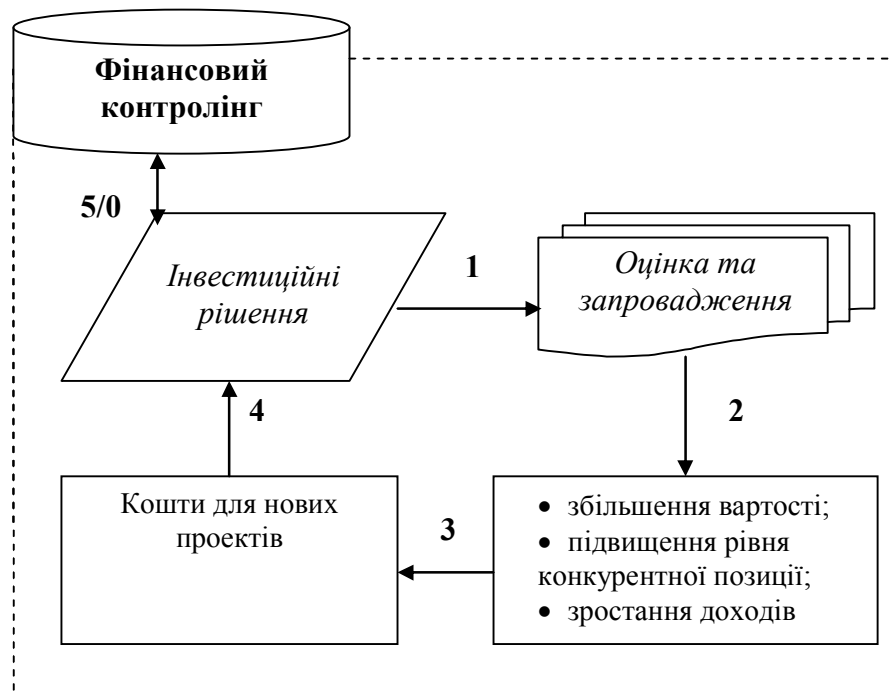 Фінансовий
контролінг
5/0
Інвестиційні
рішення
1
Оцінка та
запровадження
2
4
Кошти для нових
проектів
3
• збільшення вартості;
• підвищення рівня
конкурентної позиції;
• зростання доходів